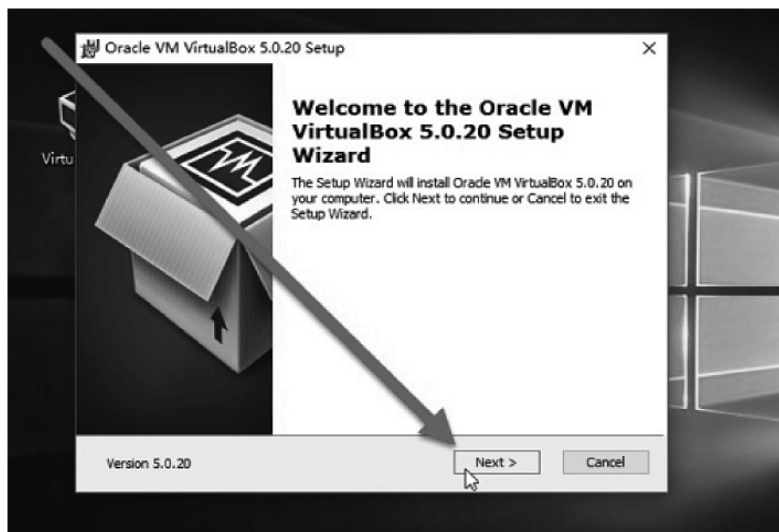 Oracle VM VirtualBox 5.0.20 Setup
Virtu
Welcome to the Oracle VM
VirtualBox 5.0.20 Setup
Wizard
The Setup Wizard will install Oracle VM VirtualBox 5.0.20 on
your computer. Click Next to continue or Cancel to exit the
Setup Wizard.
Version 5.0.20
Next >
Cancel